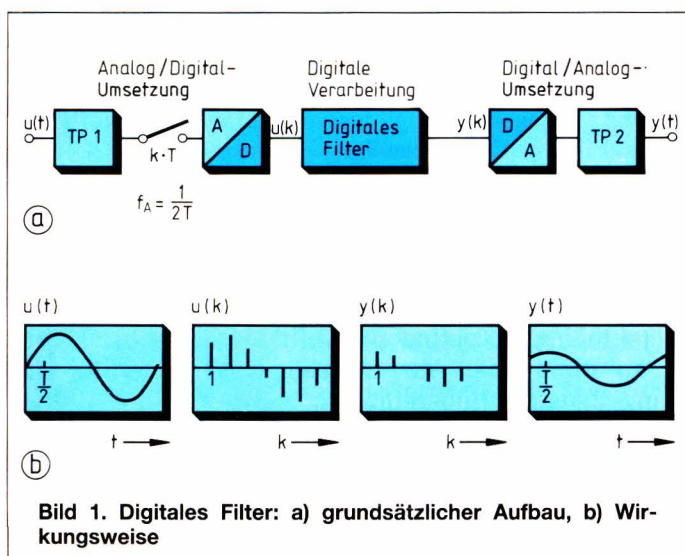 Analog/Digital- Digitale Digital/Analog-
Umsetzung Verarbeitung Umsetzung
u(t) TP 1 k·T A D u(k) Digitales Filter y(k) D A TP 2 y(t)
f_A = 1/2T
a
u(t) u(k) y(k) y(t)
T/2 1 1 T/2
t k k t
b
Bild 1. Digitales Filter: a) grundsätzlicher Aufbau, b) Wir-
kungsweise